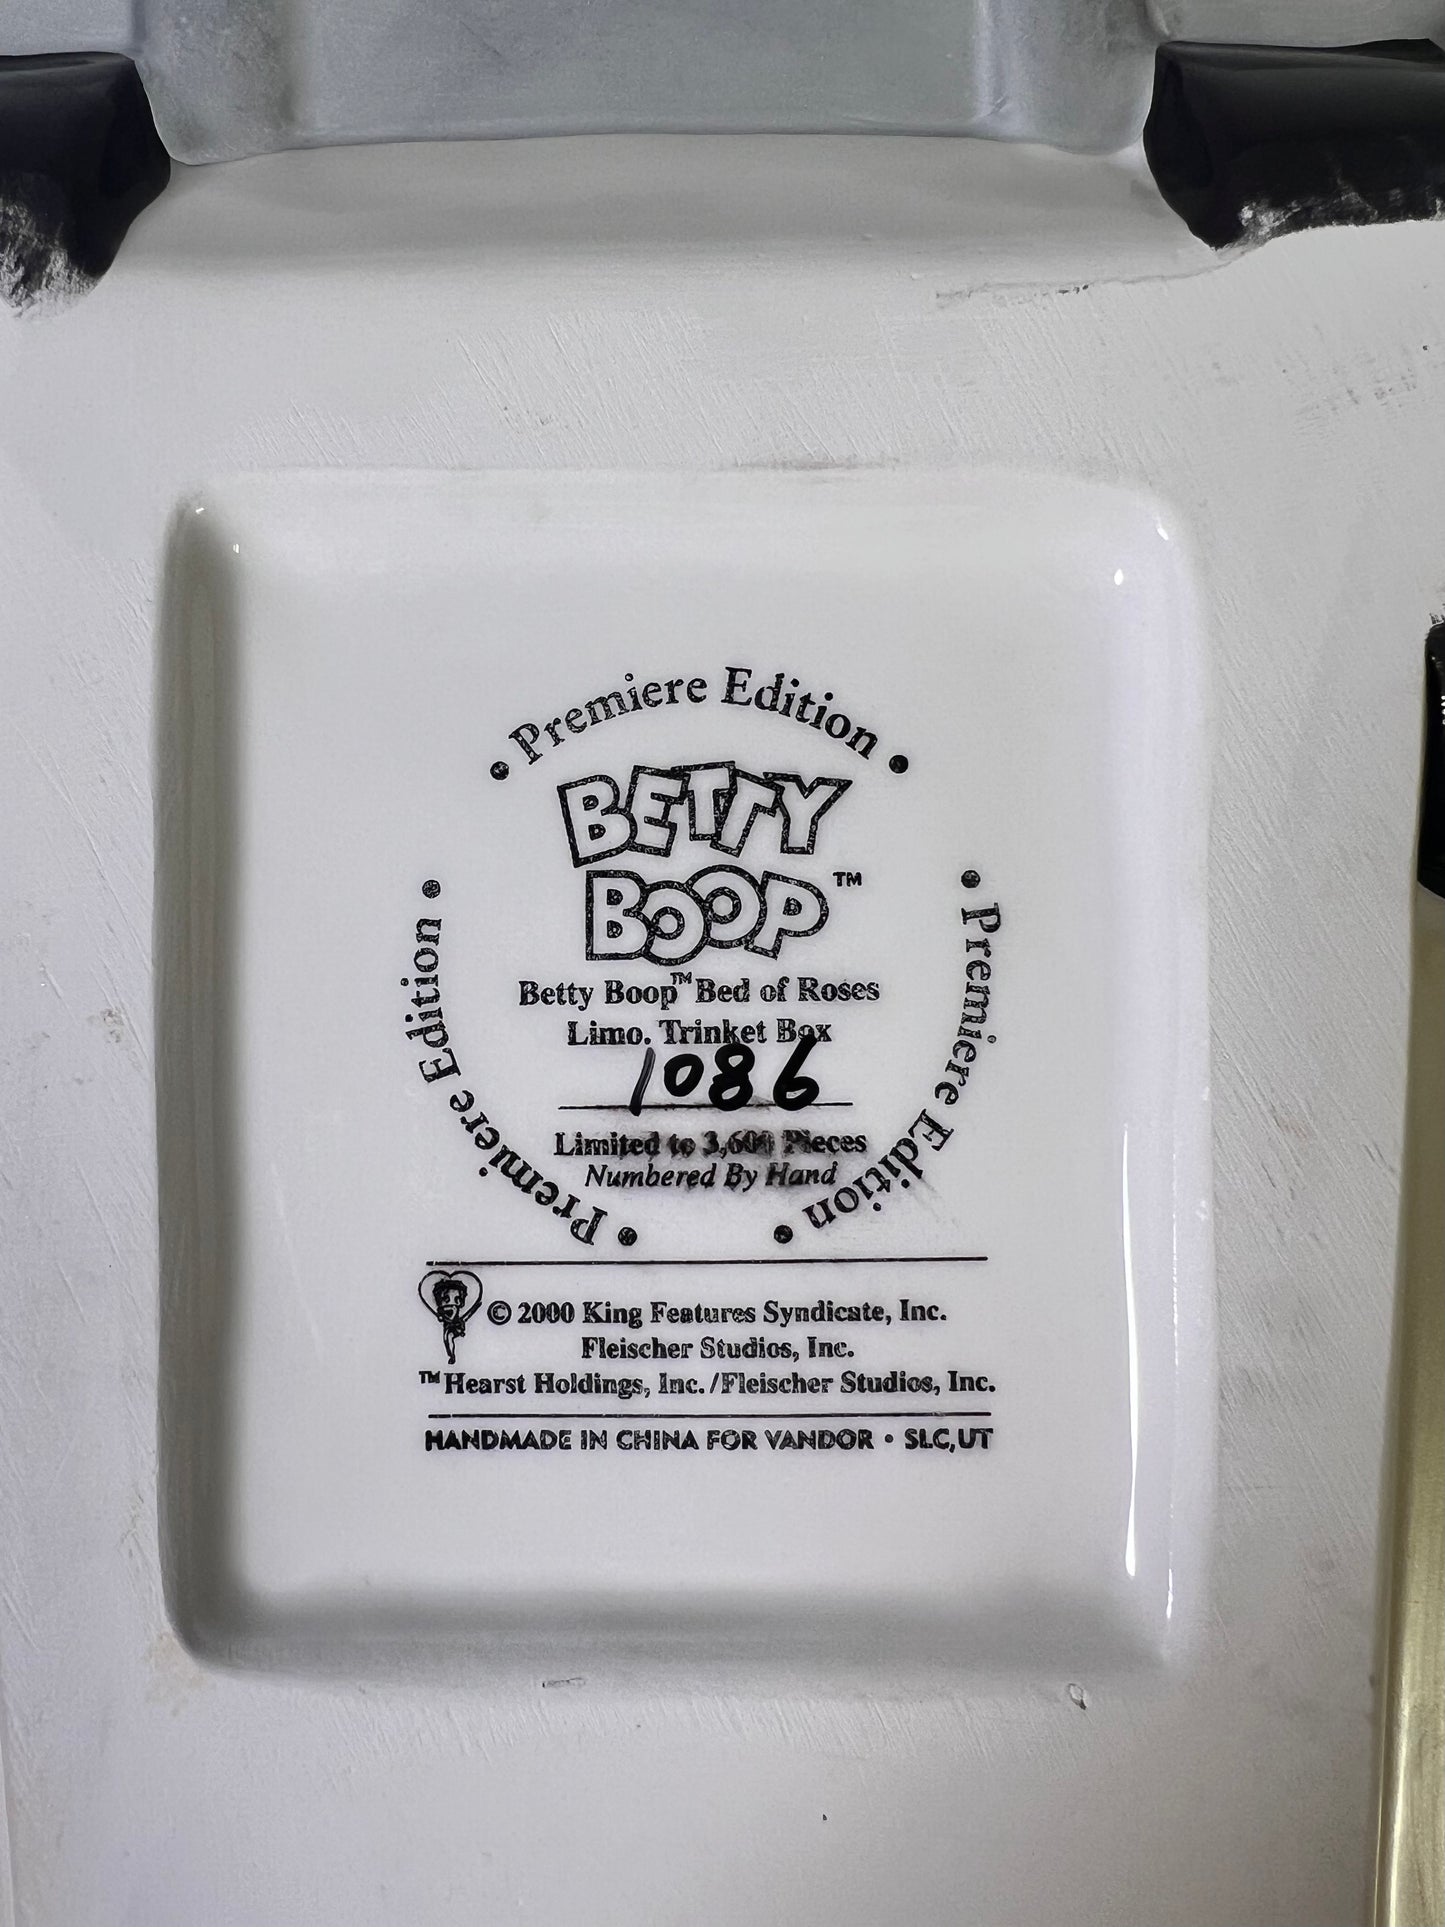 • Premiere Edition •
BETTY
BOOP™
Betty Boop™ Bed of Roses
Limo. Trinket Box
1086
Limited to 3,600 Pieces
Numbered By Hand
• Premiere Edition •
• Premiere Edition •
© 2000 King Features Syndicate, Inc.
Fleischer Studios, Inc.
™Hearst Holdings, Inc./Fleischer Studios, Inc.
HANDMADE IN CHINA FOR VANDOR • SLC, UT